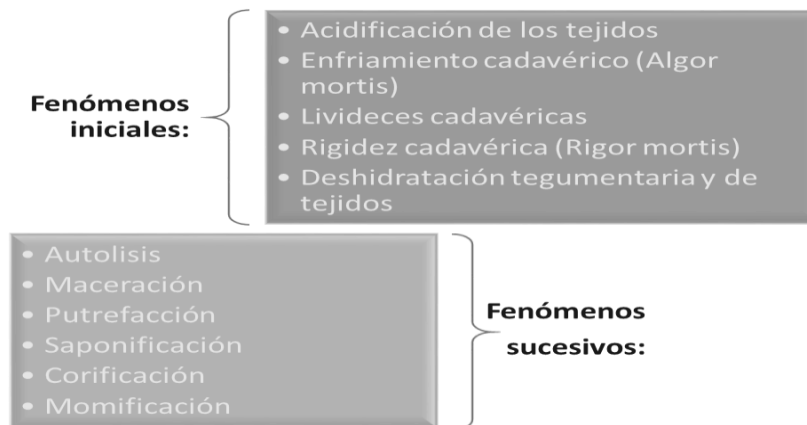 Fenómenos
iniciales:
• Acidificación de los tejidos
• Enfriamiento cadavérico (Algor
mortis)
• Livideces cadavéricas
• Rigidez cadavérica (Rigor mortis)
• Deshidratación tegumentaria y de
tejidos
• Autolisis
• Maceración
• Putrefacción
• Saponificación
• Corificación
• Momificación
Fenómenos
sucesivos: